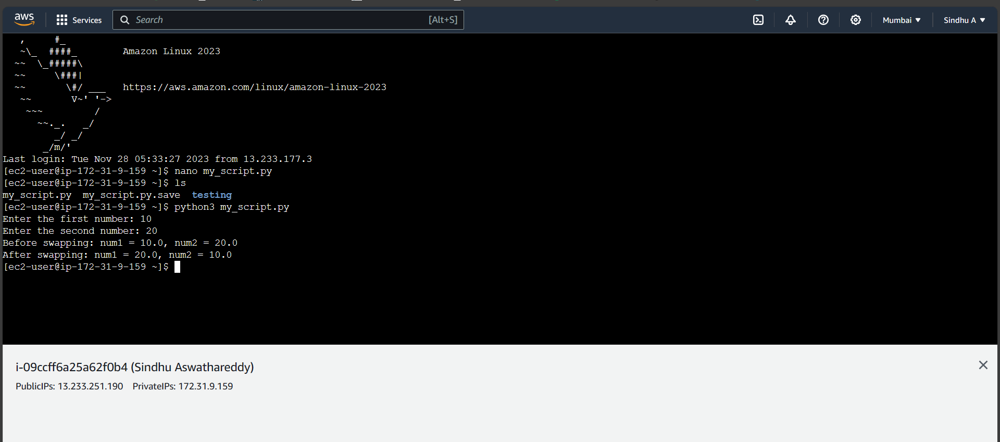 aws Services Search [Alt+S] Mumbai Sindhu A
,     #_
~\_  ####_        Amazon Linux 2023
~~  \_#####\
~~     \###|
~~       \#/ ___   https://aws.amazon.com/linux/amazon-linux-2023
~~       V~' '->
~~~         /
~~._.   _/
_/ _/
_/m/'
Last login: Tue Nov 28 05:33:27 2023 from 13.233.177.3
[ec2-user@ip-172-31-9-159 ~]$ nano my_script.py
[ec2-user@ip-172-31-9-159 ~]$ ls
my_script.py  my_script.py.save  testing
[ec2-user@ip-172-31-9-159 ~]$ python3 my_script.py
Enter the first number: 10
Enter the second number: 20
Before swapping: num1 = 10.0, num2 = 20.0
After swapping: num1 = 20.0, num2 = 10.0
[ec2-user@ip-172-31-9-159 ~]$
i-09ccff6a25a62f0b4 (Sindhu Aswathareddy)
PublicIPs: 13.233.251.190 PrivateIPs: 172.31.9.159